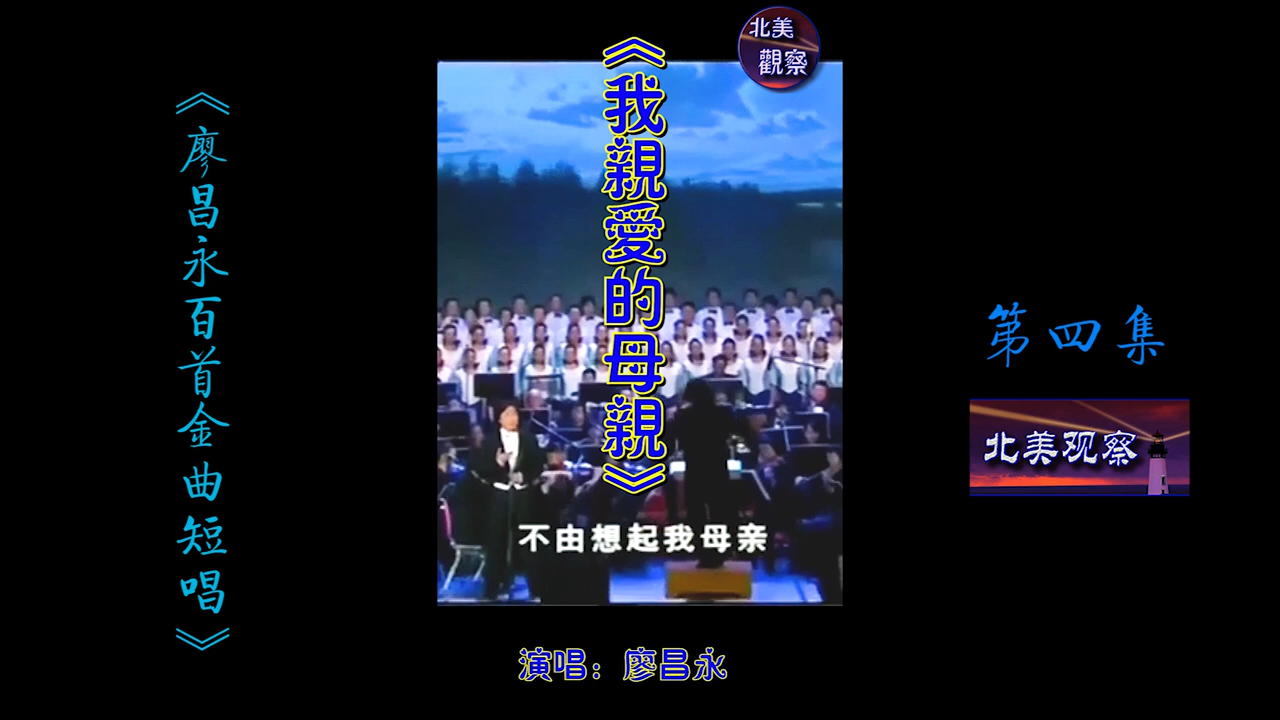 《廖昌永百首金曲短唱》
《我親愛的母親》
北美
觀察
不由想起我母亲
演唱：廖昌永
第四集
北美观察